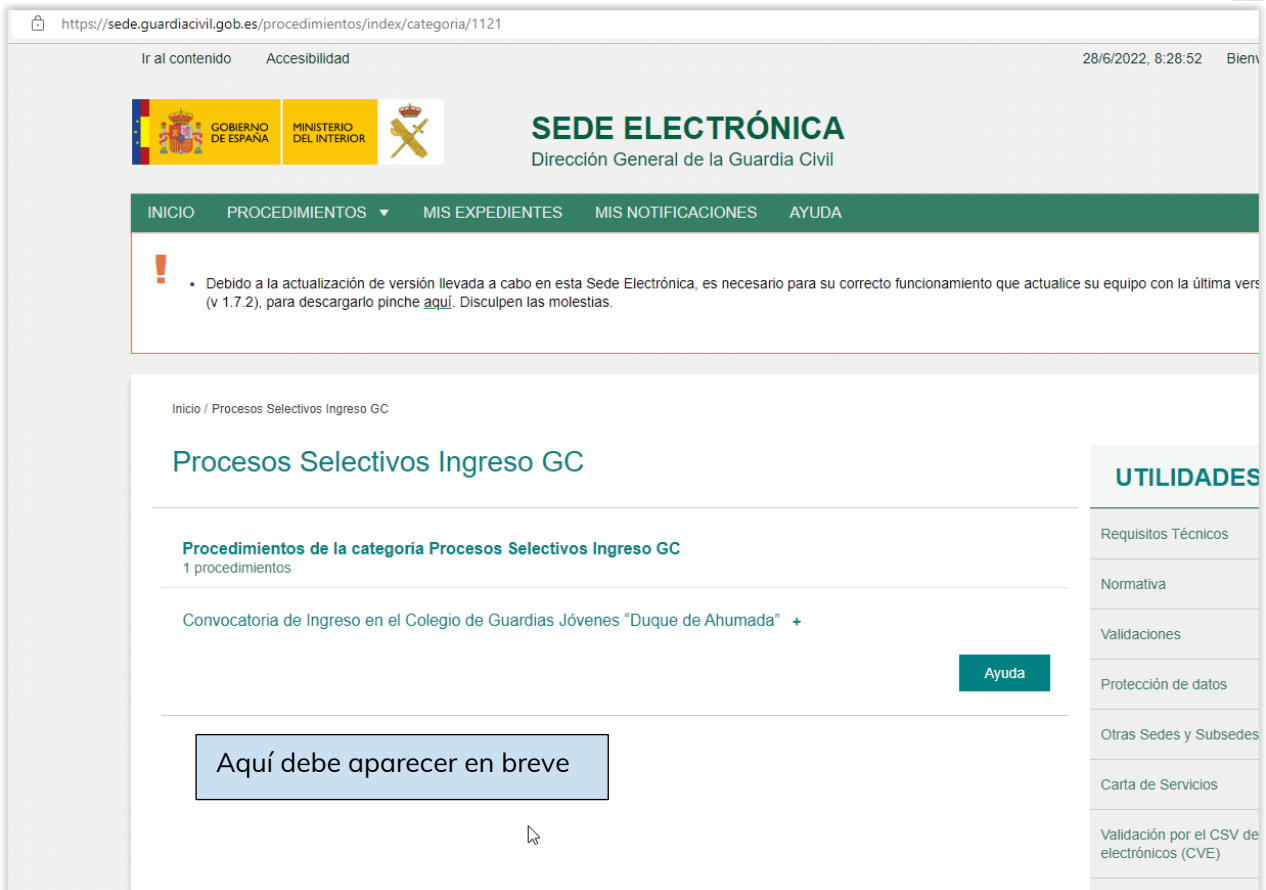 https://sede.guardiacivil.gob.es/procedimientos/index/categoria/1121
Ir al contenido Accesibilidad 28/6/2022, 8:28:52 Bienv
GOBIERNO DE ESPAÑA
MINISTERIO DEL INTERIOR
SEDE ELECTRÓNICA
Dirección General de la Guardia Civil
INICIO PROCEDIMIENTOS ▼ MIS EXPEDIENTES MIS NOTIFICACIONES AYUDA
! • Debido a la actualización de versión llevada a cabo en esta Sede Electrónica, es necesario para su correcto funcionamiento que actualice su equipo con la última vers
(v 1.7.2), para descargarlo pinche aquí. Disculpen las molestias.
Inicio / Procesos Selectivos Ingreso GC
Procesos Selectivos Ingreso GC
Procedimientos de la categoría Procesos Selectivos Ingreso GC
1 procedimientos
Convocatoria de Ingreso en el Colegio de Guardias Jóvenes “Duque de Ahumada” +
Ayuda
Aquí debe aparecer en breve
UTILIDADES
Requisitos Técnicos
Normativa
Validaciones
Protección de datos
Otras Sedes y Subsedes
Carta de Servicios
Validación por el CSV de
electrónicos (CVE)